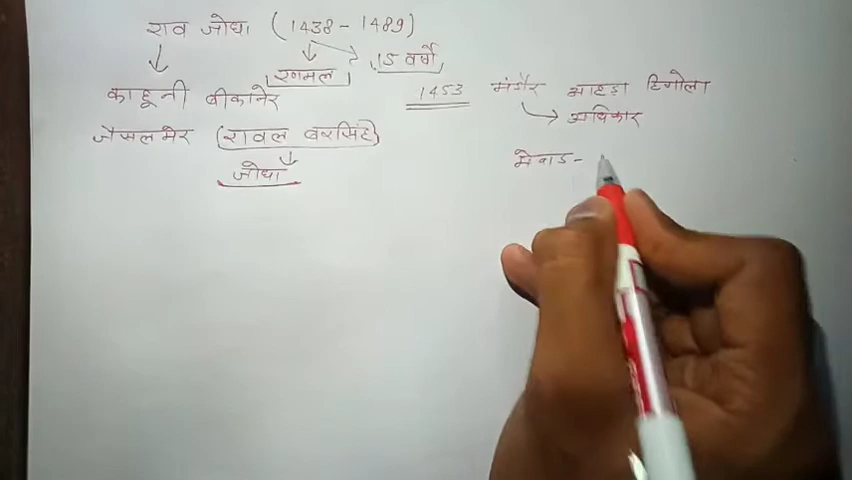 राव जोधा (1438 - 1489)
रणमल
15 वर्षो
काहूनी बीकानेर
जैसलमेर (रावल बरसिंह)
जोधा
1453 मंडौर आहड़ा हिगोला
अधिकार
मेवाड -